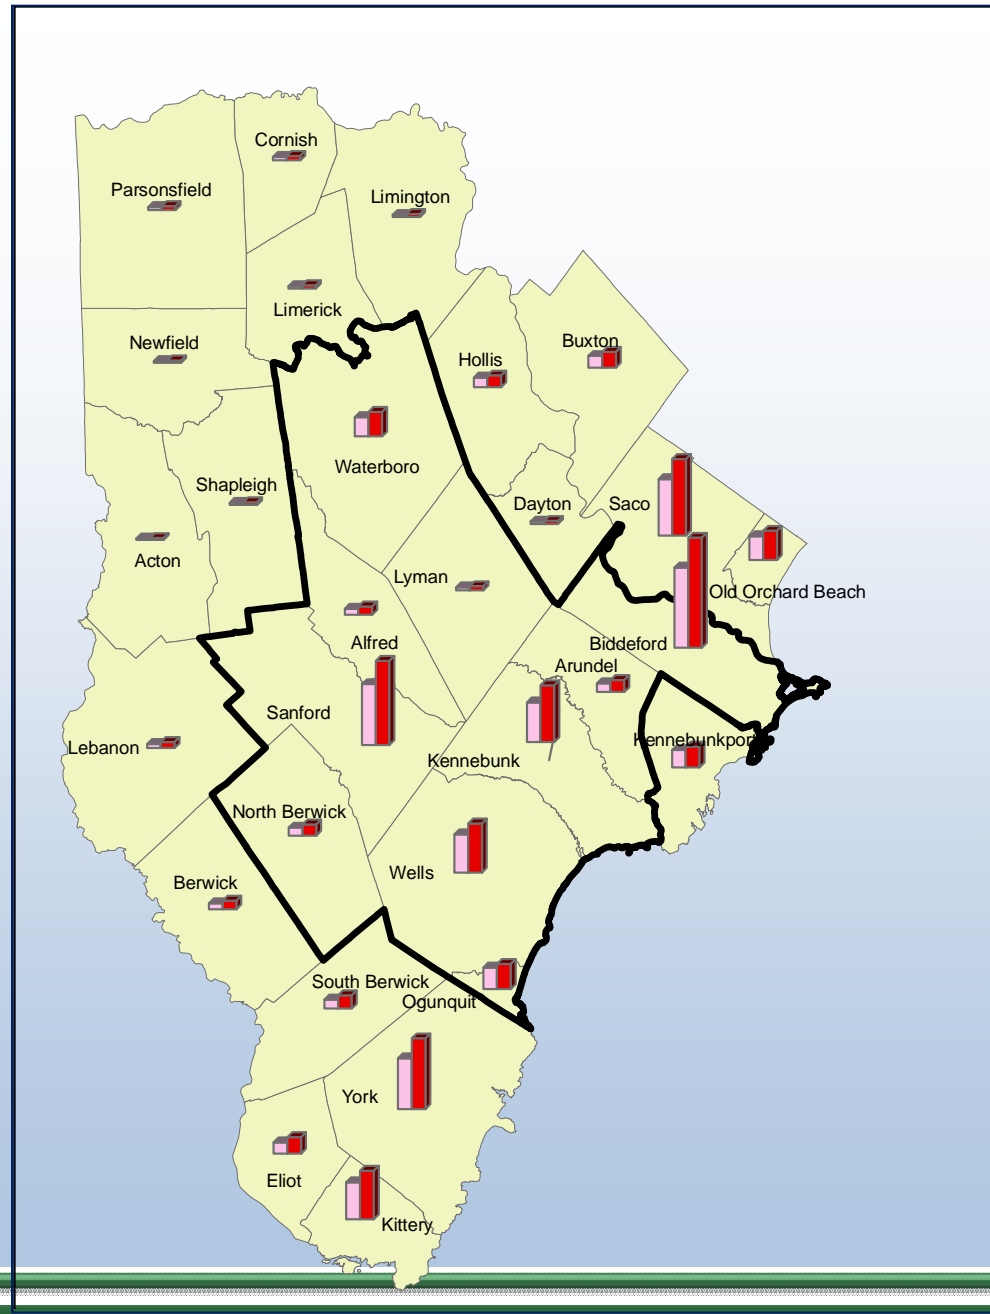 Cornish
Parsonsfield
Limington
Limerick
Newfield
Buxton
Hollis
Waterboro
Shapleigh
Dayton
Saco
Acton
Lyman
Old Orchard Beach
Alfred
Biddeford
Arundel
Sanford
Kennebunkpor
Lebanon
Kennebunk
North Berwick
Wells
Berwick
South Berwick
Ogunquit
York
Eliot
Kittery